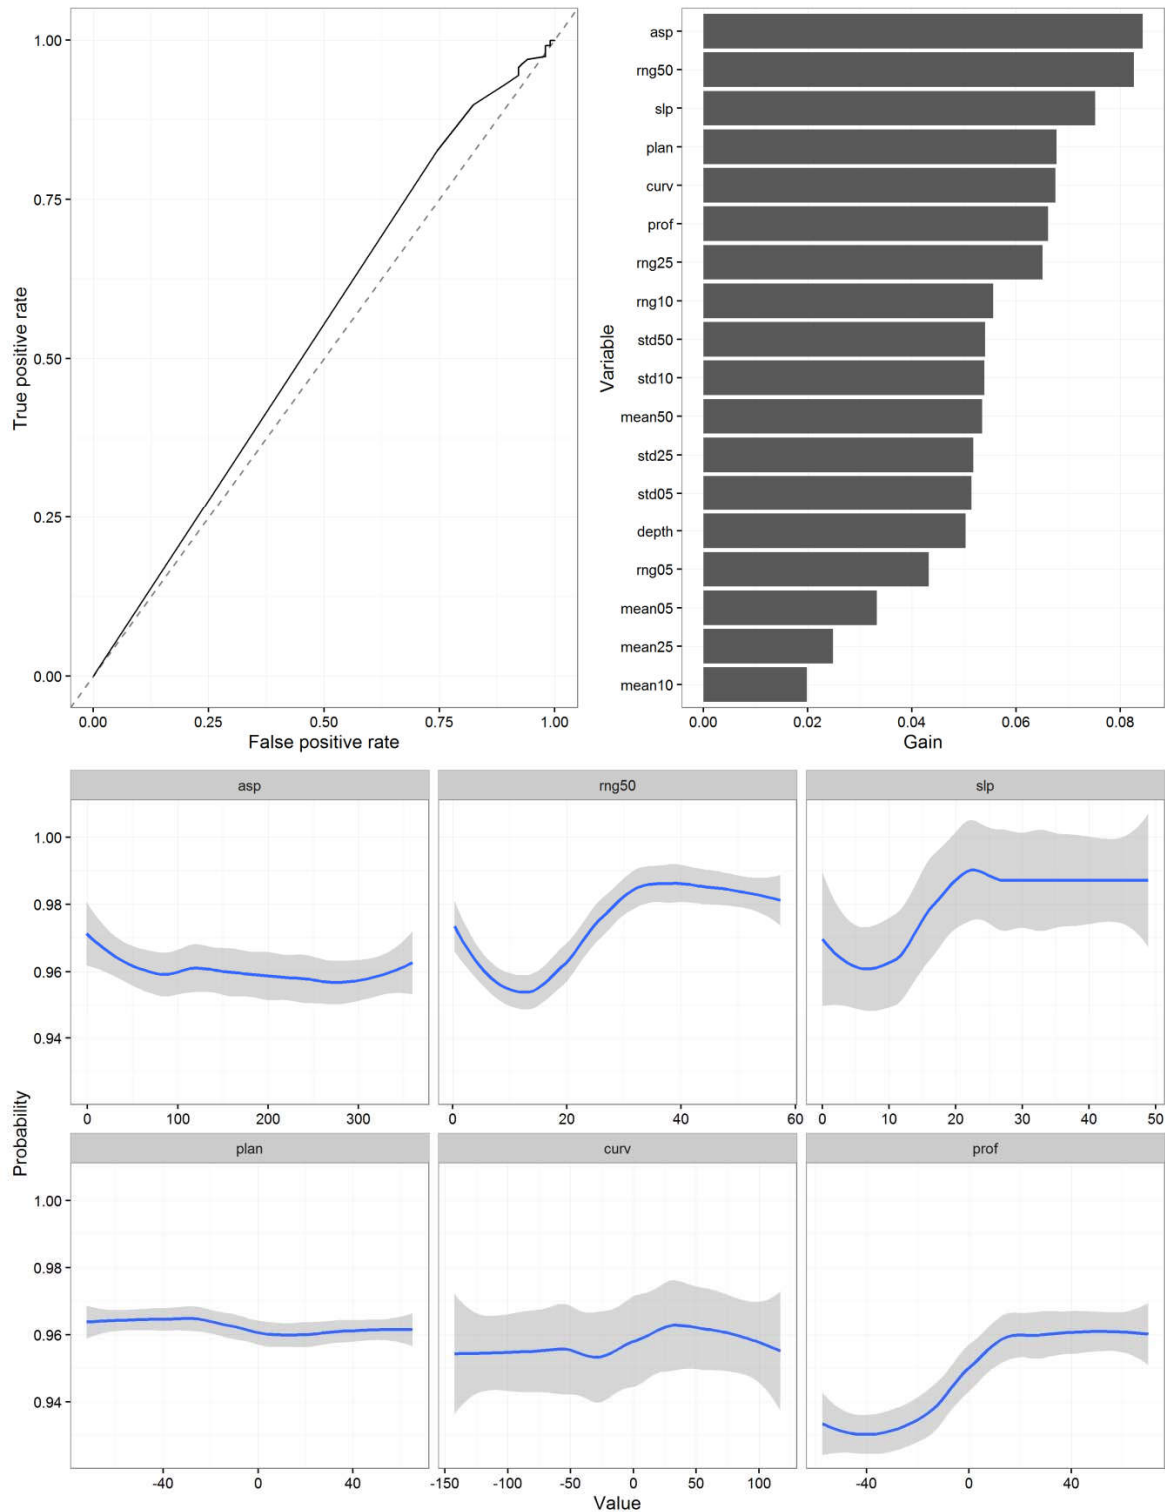 1.00
0.75
0.50
0.25
0.00
True positive rate
0.00 0.25 0.50 0.75 1.00
False positive rate
asp
rng50
slp
plan
curv
prof
rng25
rng10
std50
std10
mean50
std25
std05
depth
rng05
mean05
mean25
mean10
Variable
0.00 0.02 0.04 0.06 0.08
Gain
asp rng50 slp
1.00
0.98
0.96
0.94
0 100 200 300 0 20 40 60 0 10 20 30 40 50
Probability
plan curv prof
1.00
0.98
0.96
0.94
-40 0 40 -150 -100 -50 0 50 100 -40 0 40
Value